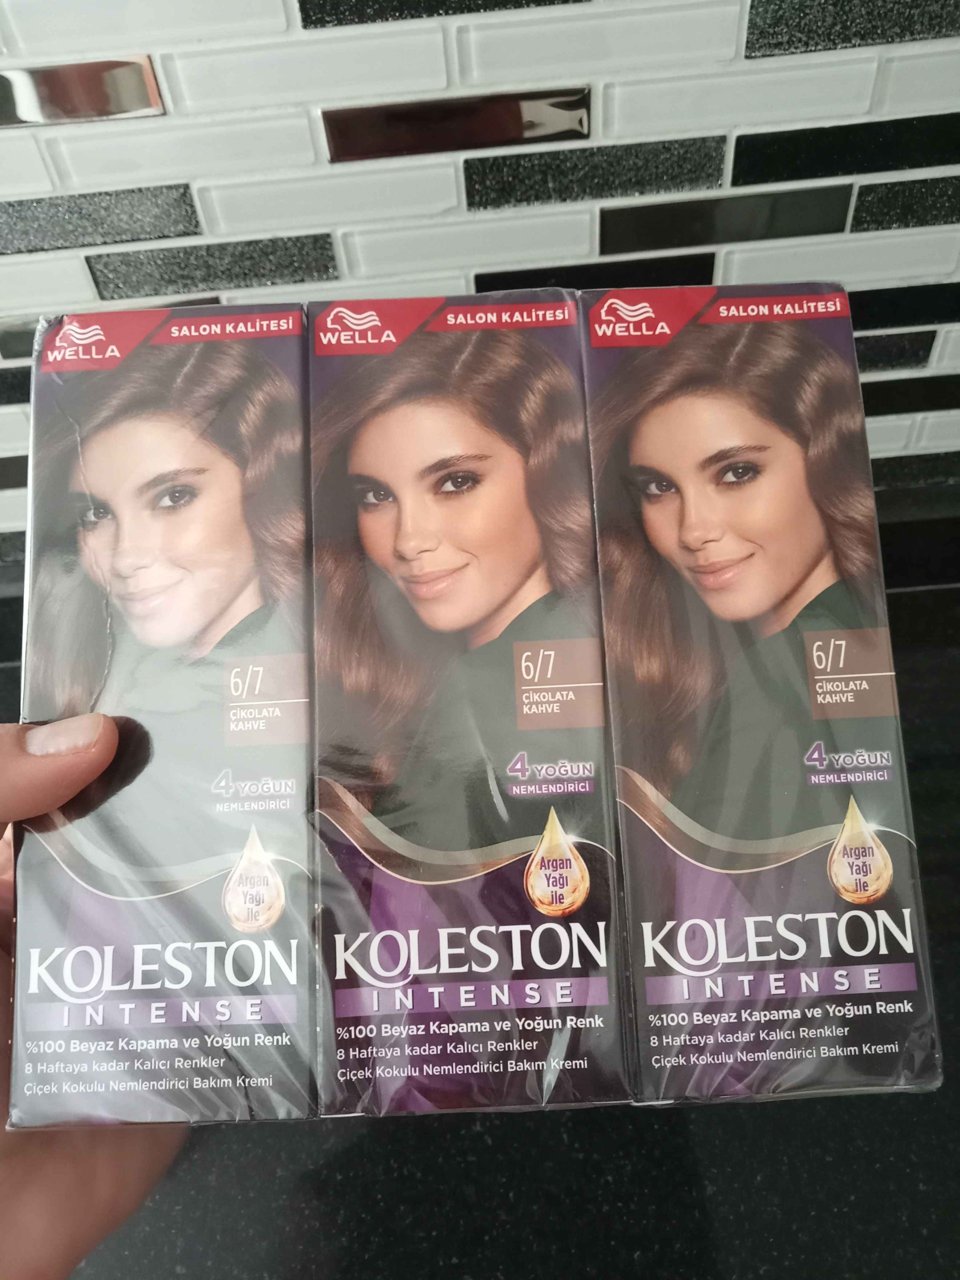 WELLA
SALON KALİTESİ
6/7
ÇİKOLATA
KAHVE
4 YOĞUN
NEMLENDİRİCİ
Argan
Yağı
ile
KOLESTON
INTENSE
%100 Beyaz Kapama ve Yoğun Renk
8 Haftaya kadar Kalıcı Renkler
Çiçek Kokulu Nemlendirici Bakım Kremi
WELLA
SALON KALİTESİ
6/7
ÇİKOLATA
KAHVE
4 YOĞUN
NEMLENDİRİCİ
Argan
Yağı
ile
KOLESTON
INTENSE
%100 Beyaz Kapama ve Yoğun Renk
8 Haftaya kadar Kalıcı Renkler
Çiçek Kokulu Nemlendirici Bakım Kremi
WELLA
SALON KALİTESİ
6/7
ÇİKOLATA
KAHVE
4 YOĞUN
NEMLENDİRİCİ
Argan
Yağı
ile
KOLESTON
INTENSE
%100 Beyaz Kapama ve Yoğun Renk
8 Haftaya kadar Kalıcı Renkler
Çiçek Kokulu Nemlendirici Bakım Kremi